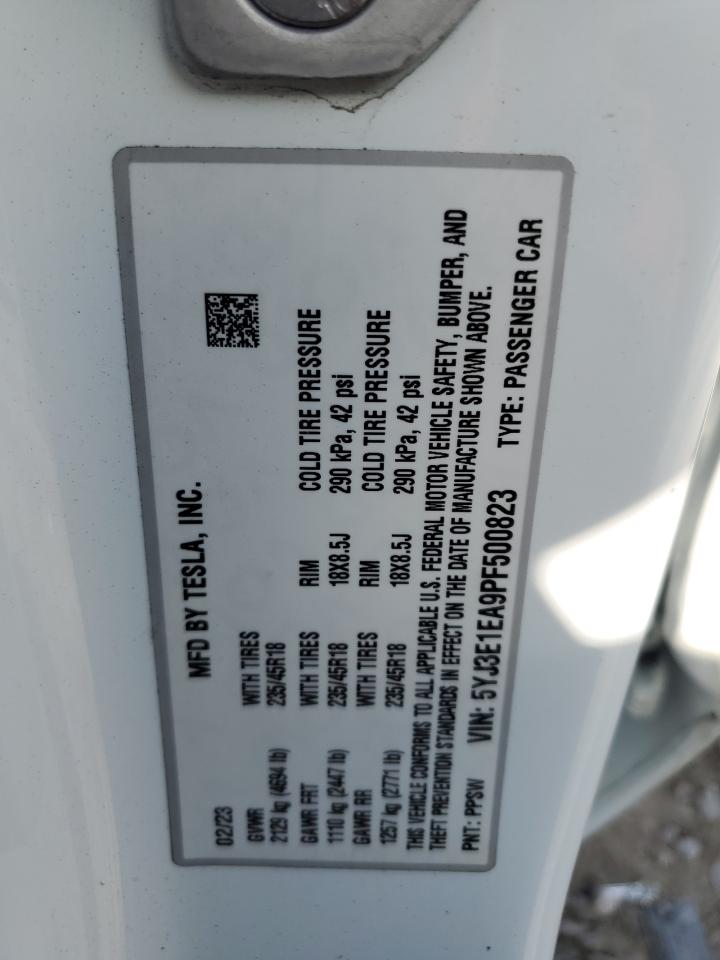 MFD BY TESLA, INC.
02/23
GVWR WITH TIRES
2129 kg (4694 lb) 235/45R18
GAWR FRT WITH TIRES RIM COLD TIRE PRESSURE
1110 kg (2447 lb) 235/45R18 18X8.5J 290 kPa, 42 psi
GAWR RR WITH TIRES RIM COLD TIRE PRESSURE
1257 kg (2771 lb) 235/45R18 18X8.5J 290 kPa, 42 psi
THIS VEHICLE CONFORMS TO ALL APPLICABLE U.S. FEDERAL MOTOR VEHICLE SAFETY, BUMPER, AND
THEFT PREVENTION STANDARDS IN EFFECT ON THE DATE OF MANUFACTURE SHOWN ABOVE.
PNT: PPSW VIN: 5YJ3E1EA9PF500823 TYPE: PASSENGER CAR